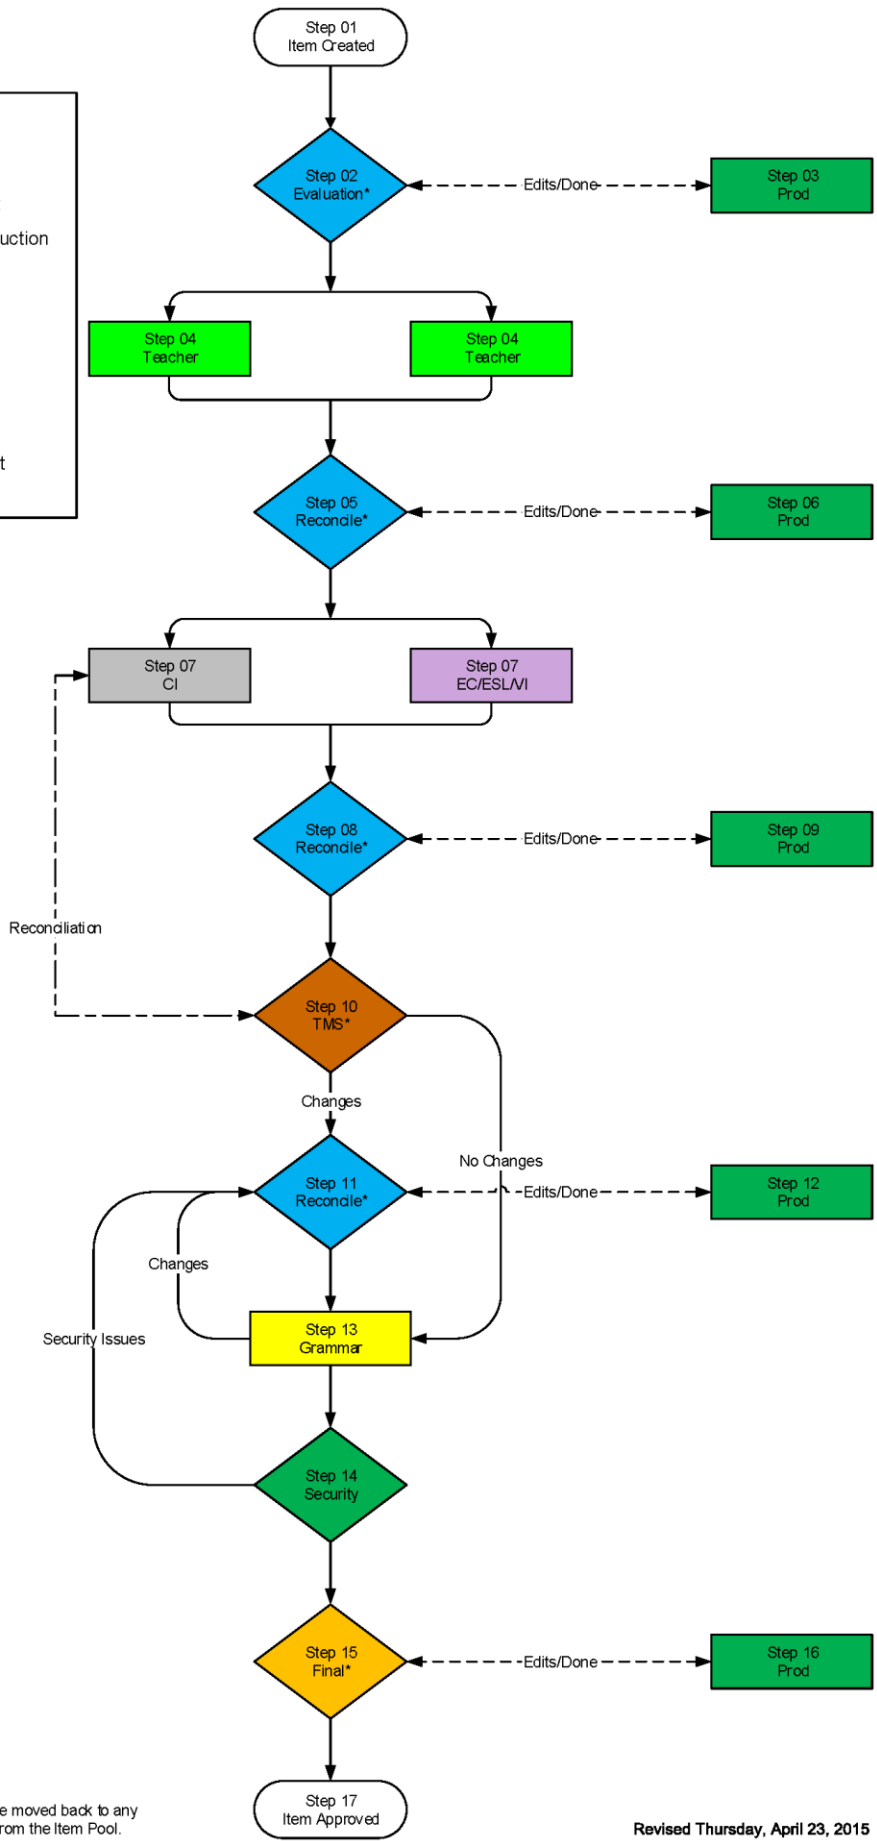 Step 01
Item Created
Step 02
Evaluation*
Edits/Done
Step 03
Prod
uction
Step 04
Teacher
Step 04
Teacher
t
Step 05
Reconcile*
Edits/Done
Step 06
Prod
Step 07
CI
Step 07
EC/ESL/VI
Step 08
Reconcile*
Edits/Done
Step 09
Prod
Reconciliation
Step 10
TMS*
Changes
No Changes
Step 11
Reconcile*
Edits/Done
Step 12
Prod
Changes
Security Issues
Step 13
Grammar
Step 14
Security
Step 15
Final*
Edits/Done
Step 16
Prod
Step 17
Item Approved
e moved back to any
rom the Item Pool.
Revised Thursday, April 23, 2015